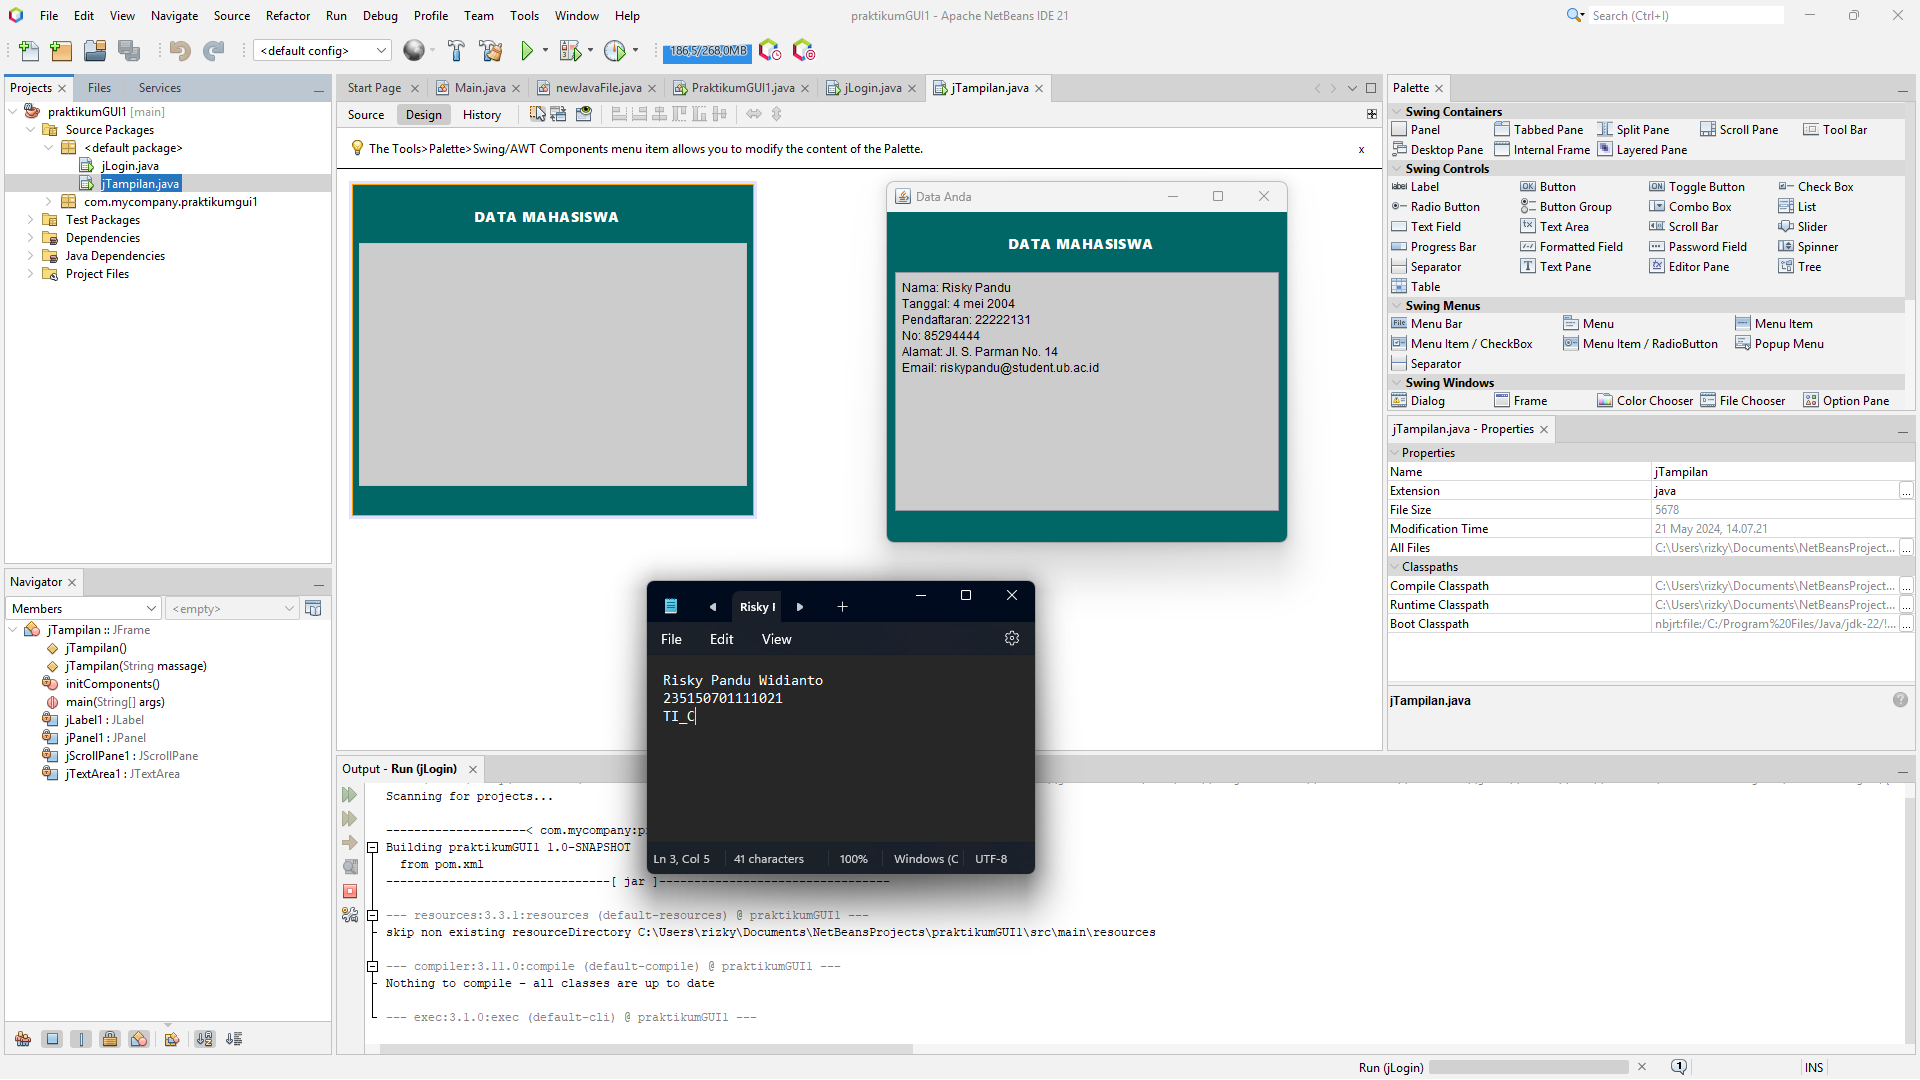 File Edit View Navigate Source Refactor Run Debug Profile Team Tools Window Help
praktikumGUI1 - Apache NetBeans IDE 21
Search (Ctrl+I)
<default config>
186,5/268,0MB
Projects
Files
Services
praktikumGUI1 [main]
Source Packages
<default package>
jLogin.java
jTampilan.java
com.mycompany.praktikumgui1
Test Packages
Dependencies
Java Dependencies
Project Files
Start Page
Main.java
newJavaFile.java
PraktikumGUI1.java
jLogin.java
jTampilan.java
Source Design History
The Tools>Palette>Swing/AWT Components menu item allows you to modify the content of the Palette.
x
DATA MAHASISWA
Data Anda
DATA MAHASISWA
Nama: Risky Pandu
Tanggal: 4 mei 2004
Pendaftaran: 22222131
No: 85294444
Alamat: Jl. S. Parman No. 14
Email: riskypandu@student.ub.ac.id
Palette
Swing Containers
Panel Tabbed Pane Split Pane Scroll Pane Tool Bar
Desktop Pane Internal Frame Layered Pane
Swing Controls
Label Button Toggle Button Check Box
Radio Button Button Group Combo Box List
Text Field Text Area Scroll Bar Slider
Progress Bar Formatted Field Password Field Spinner
Separator Text Pane Editor Pane Tree
Table
Swing Menus
Menu Bar Menu Menu Item
Menu Item / CheckBox Menu Item / RadioButton Popup Menu
Separator
Swing Windows
Dialog Frame Color Chooser File Chooser Option Pane
jTampilan.java - Properties
Properties
Name jTampilan
Extension java
File Size 5678
Modification Time 21 May 2024, 14.07.21
All Files C:\Users\rizky\Documents\NetBeansProject...
Classpaths
Compile Classpath C:\Users\rizky\Documents\NetBeansProject...
Runtime Classpath C:\Users\rizky\Documents\NetBeansProject...
Boot Classpath nbjrt:file:/C:/Program%20Files/Java/jdk-22/!...
jTampilan.java
Navigator
Members
<empty>
jTampilan :: JFrame
jTampilan()
jTampilan(String massage)
initComponents()
main(String[] args)
jLabel1 : JLabel
jPanel1 : JPanel
jScrollPane1 : JScrollPane
jTextArea1 : JTextArea
Risky
File Edit View
Risky Pandu Widianto
235150701111021
TI_C
Ln 3, Col 5
41 characters
100%
Windows (C
UTF-8
Output - Run (jLogin)
Scanning for projects...
--------------------< com.mycompany:p
Building praktikumGUI1 1.0-SNAPSHOT
from pom.xml
--------------------------------[ jar ]---------------------------------
--- resources:3.3.1:resources (default-resources) @ praktikumGUI1 ---
skip non existing resourceDirectory C:\Users\rizky\Documents\NetBeansProjects\praktikumGUI1\src\main\resources
--- compiler:3.11.0:compile (default-compile) @ praktikumGUI1 ---
Nothing to compile - all classes are up to date
--- exec:3.1.0:exec (default-cli) @ praktikumGUI1 ---
Run (jLogin)
1
INS